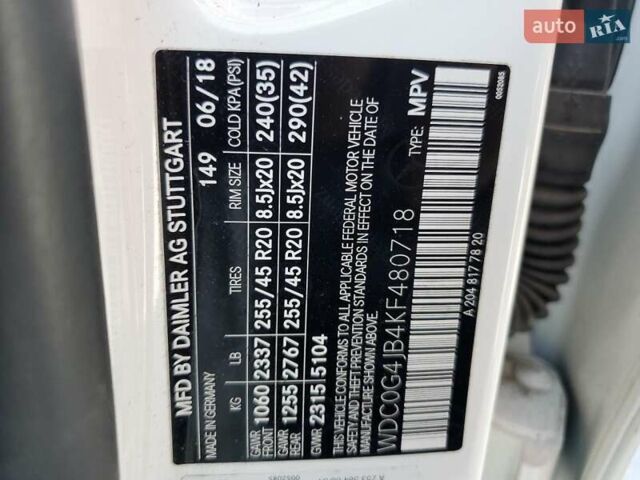 AUTO RIA .com
MFD BY DAIMLER AG STUTTGART
MADE IN GERMANY 149 06/18
KG LB TIRES RIM SIZE COLD KPA(PSI)
GAWR FRONT 1060 2337 255/45 R20 8.5Jx20 240(35)
GAWR REAR 1255 2767 255/45 R20 8.5Jx20 290(42)
GVWR 2315 5104
THIS VEHICLE CONFORMS TO ALL APPLICABLE FEDERAL MOTOR VEHICLE
SAFETY AND THEFT PREVENTION STANDARDS IN EFFECT ON THE DATE OF
MANUFACTURE SHOWN ABOVE.
WDC0G4JB4KF480718 TYPE: MPV
A 204 817 78 20
0052085
0052085